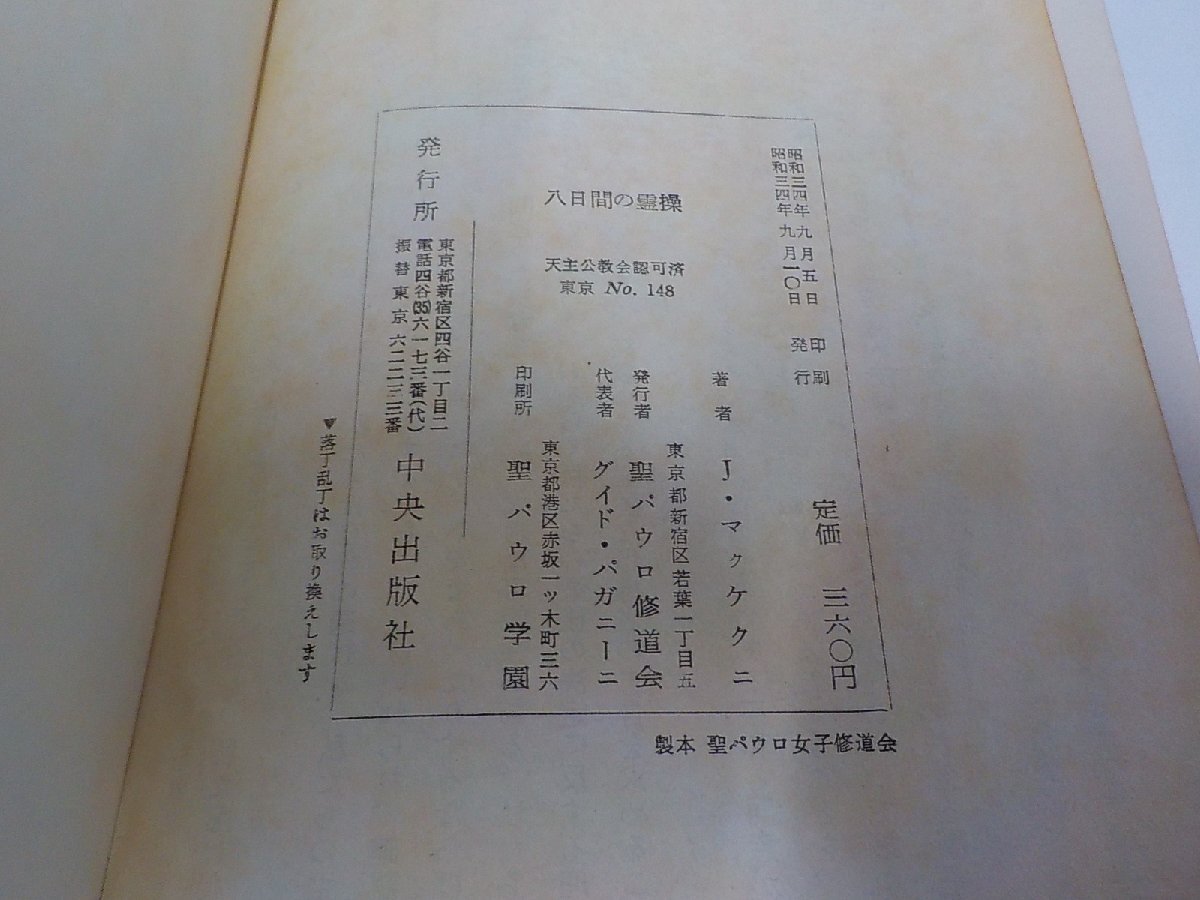 八日間の霊操
天主公教会認可済
東京 No. 148
昭和三四年九月五日 印刷
昭和三四年九月一〇日 発行
定価 三六〇円
著者 J・マックケクニ
東京都新宿区若葉一丁目五
発行者 聖パウロ修道会
代表者 グイド・パガニーニ
東京都港区赤坂一ッ木町三六
印刷所 聖パウロ学園
発行所
東京都新宿区四谷一丁目二
電話四谷(35)六一七三番(代)
振替東京六二二三三番
中央出版社
▼落丁乱丁はお取り換えします
製本 聖パウロ女子修道会